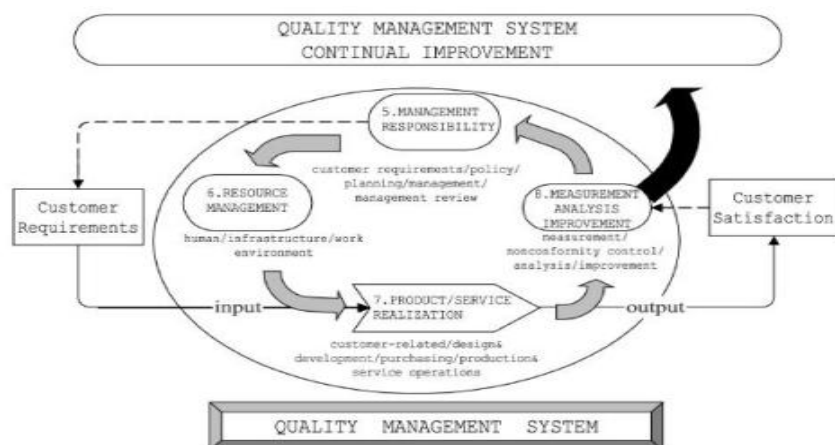 QUALITY MANAGEMENT SYSTEM
CONTINUAL IMPROVEMENT
5.MANAGEMENT
RESPONSIBILITY
customer requirements/policy/
planning/management/
management review
6.RESOURCE
MANAGEMENT
human/infrastructure/work
environment
8.MEASUREMENT
ANALYSIS
IMPROVEMENT
measurement/
nonconformity control/
analysis/improvement
Customer
Requirements
Customer
Satisfaction
input
7.PRODUCT/SERVICE
REALIZATION
output
customer-related/design&
development/purchasing/production&
service operations
QUALITY MANAGEMENT SYSTEM